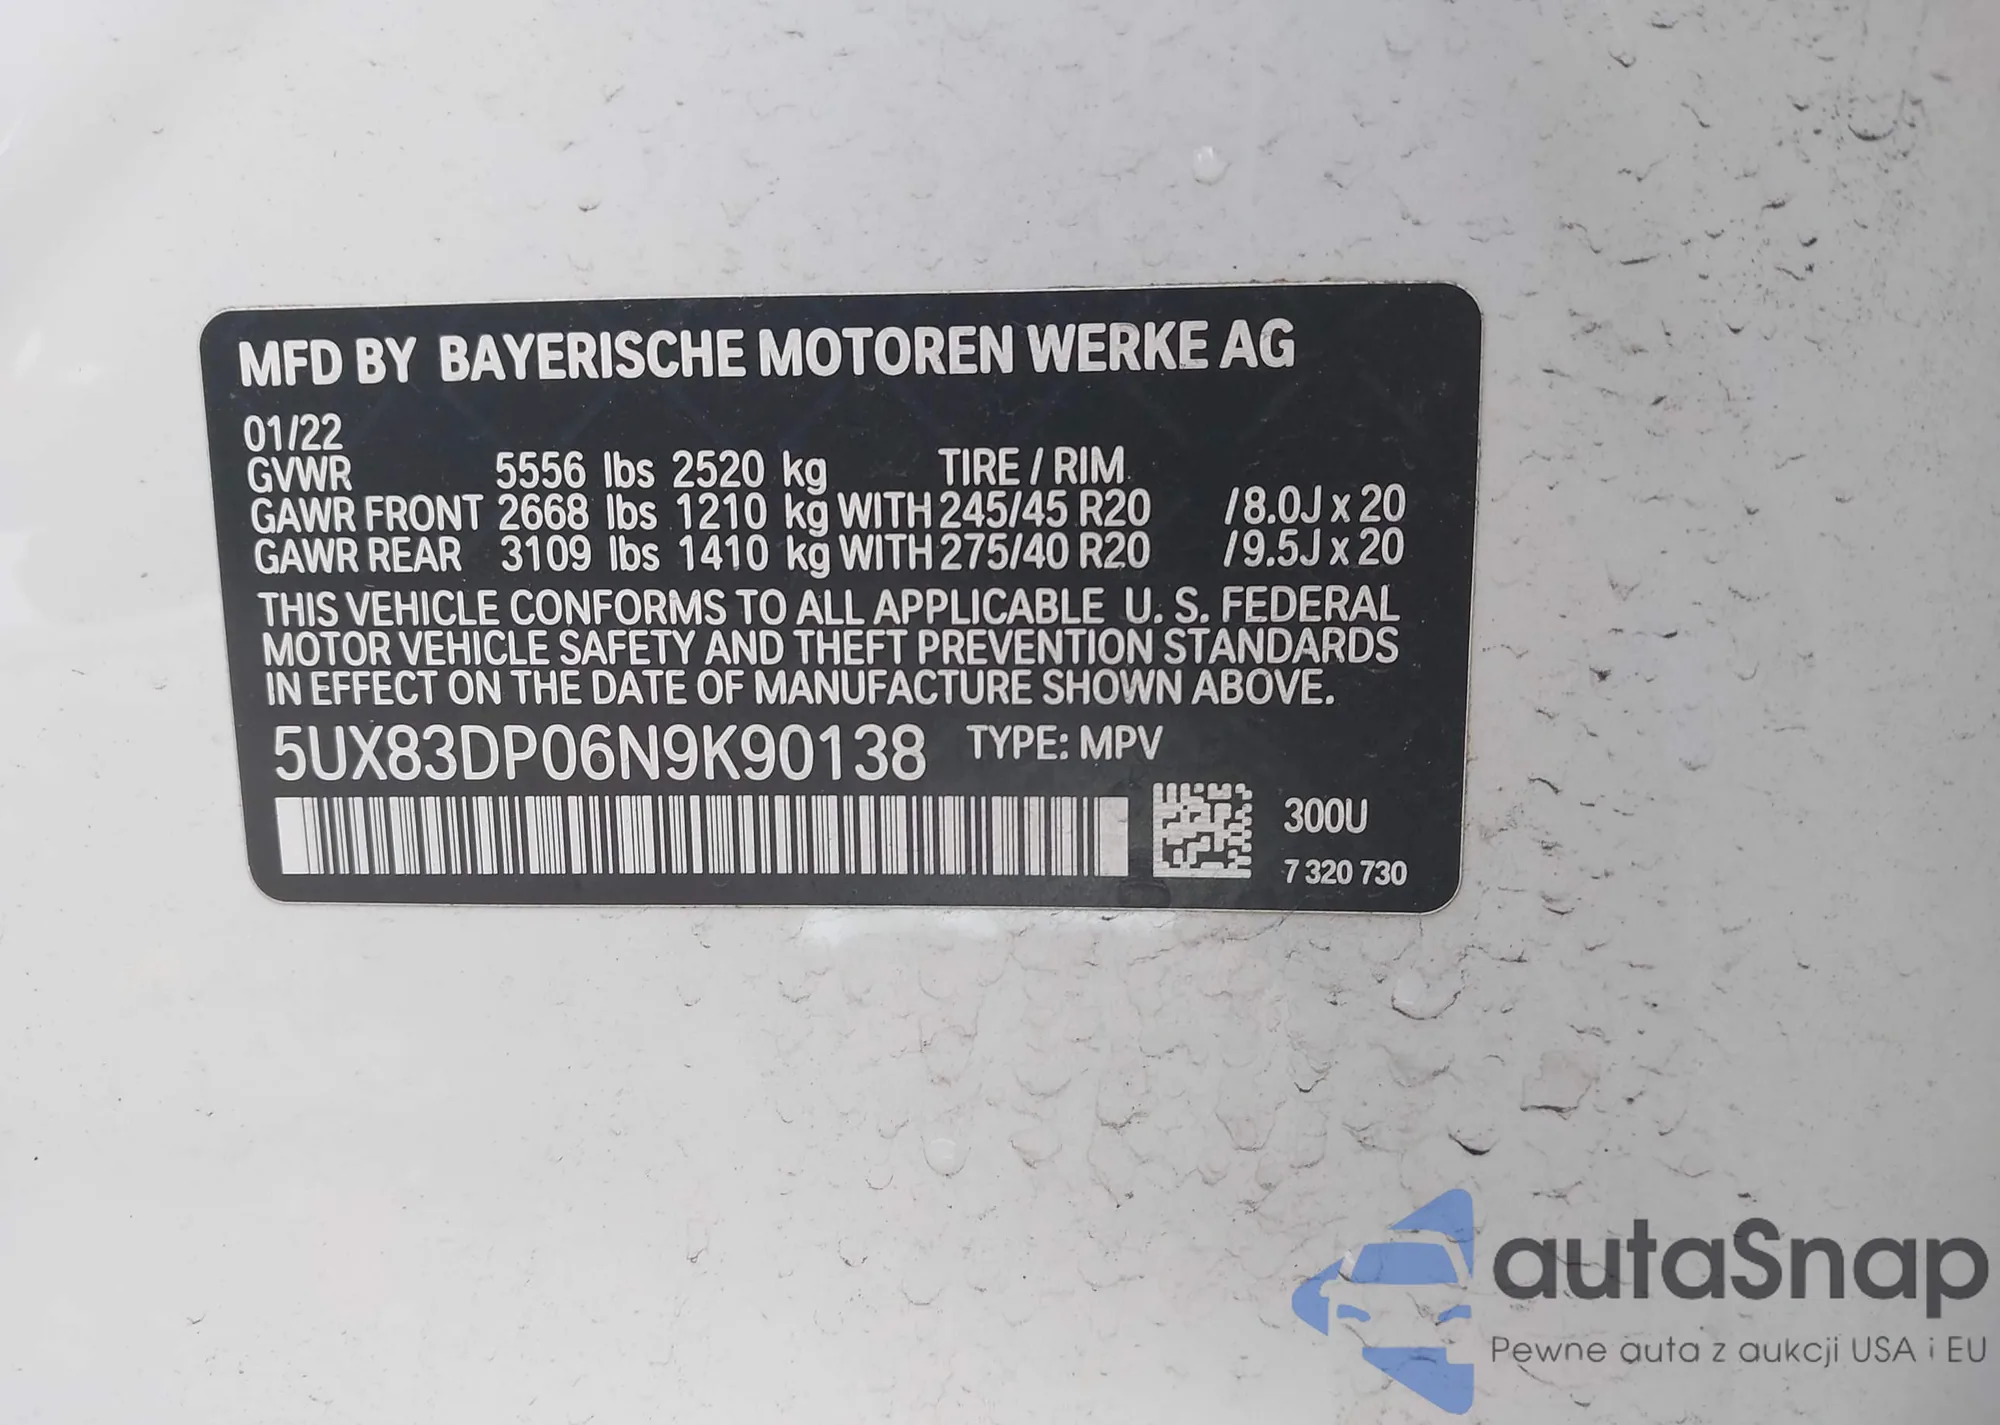 MFD BY BAYERISCHE MOTOREN WERKE AG
01/22
GVWR 5556 lbs 2520 kg TIRE / RIM
GAWR FRONT 2668 lbs 1210 kg WITH 245/45 R20 /8.0J x 20
GAWR REAR 3109 lbs 1410 kg WITH 275/40 R20 /9.5J x 20
THIS VEHICLE CONFORMS TO ALL APPLICABLE U. S. FEDERAL
MOTOR VEHICLE SAFETY AND THEFT PREVENTION STANDARDS
IN EFFECT ON THE DATE OF MANUFACTURE SHOWN ABOVE.
5UX83DP06N9K90138 TYPE: MPV
300U
7 320 730
autaSnap
Pewne auta z aukcji USA i EU